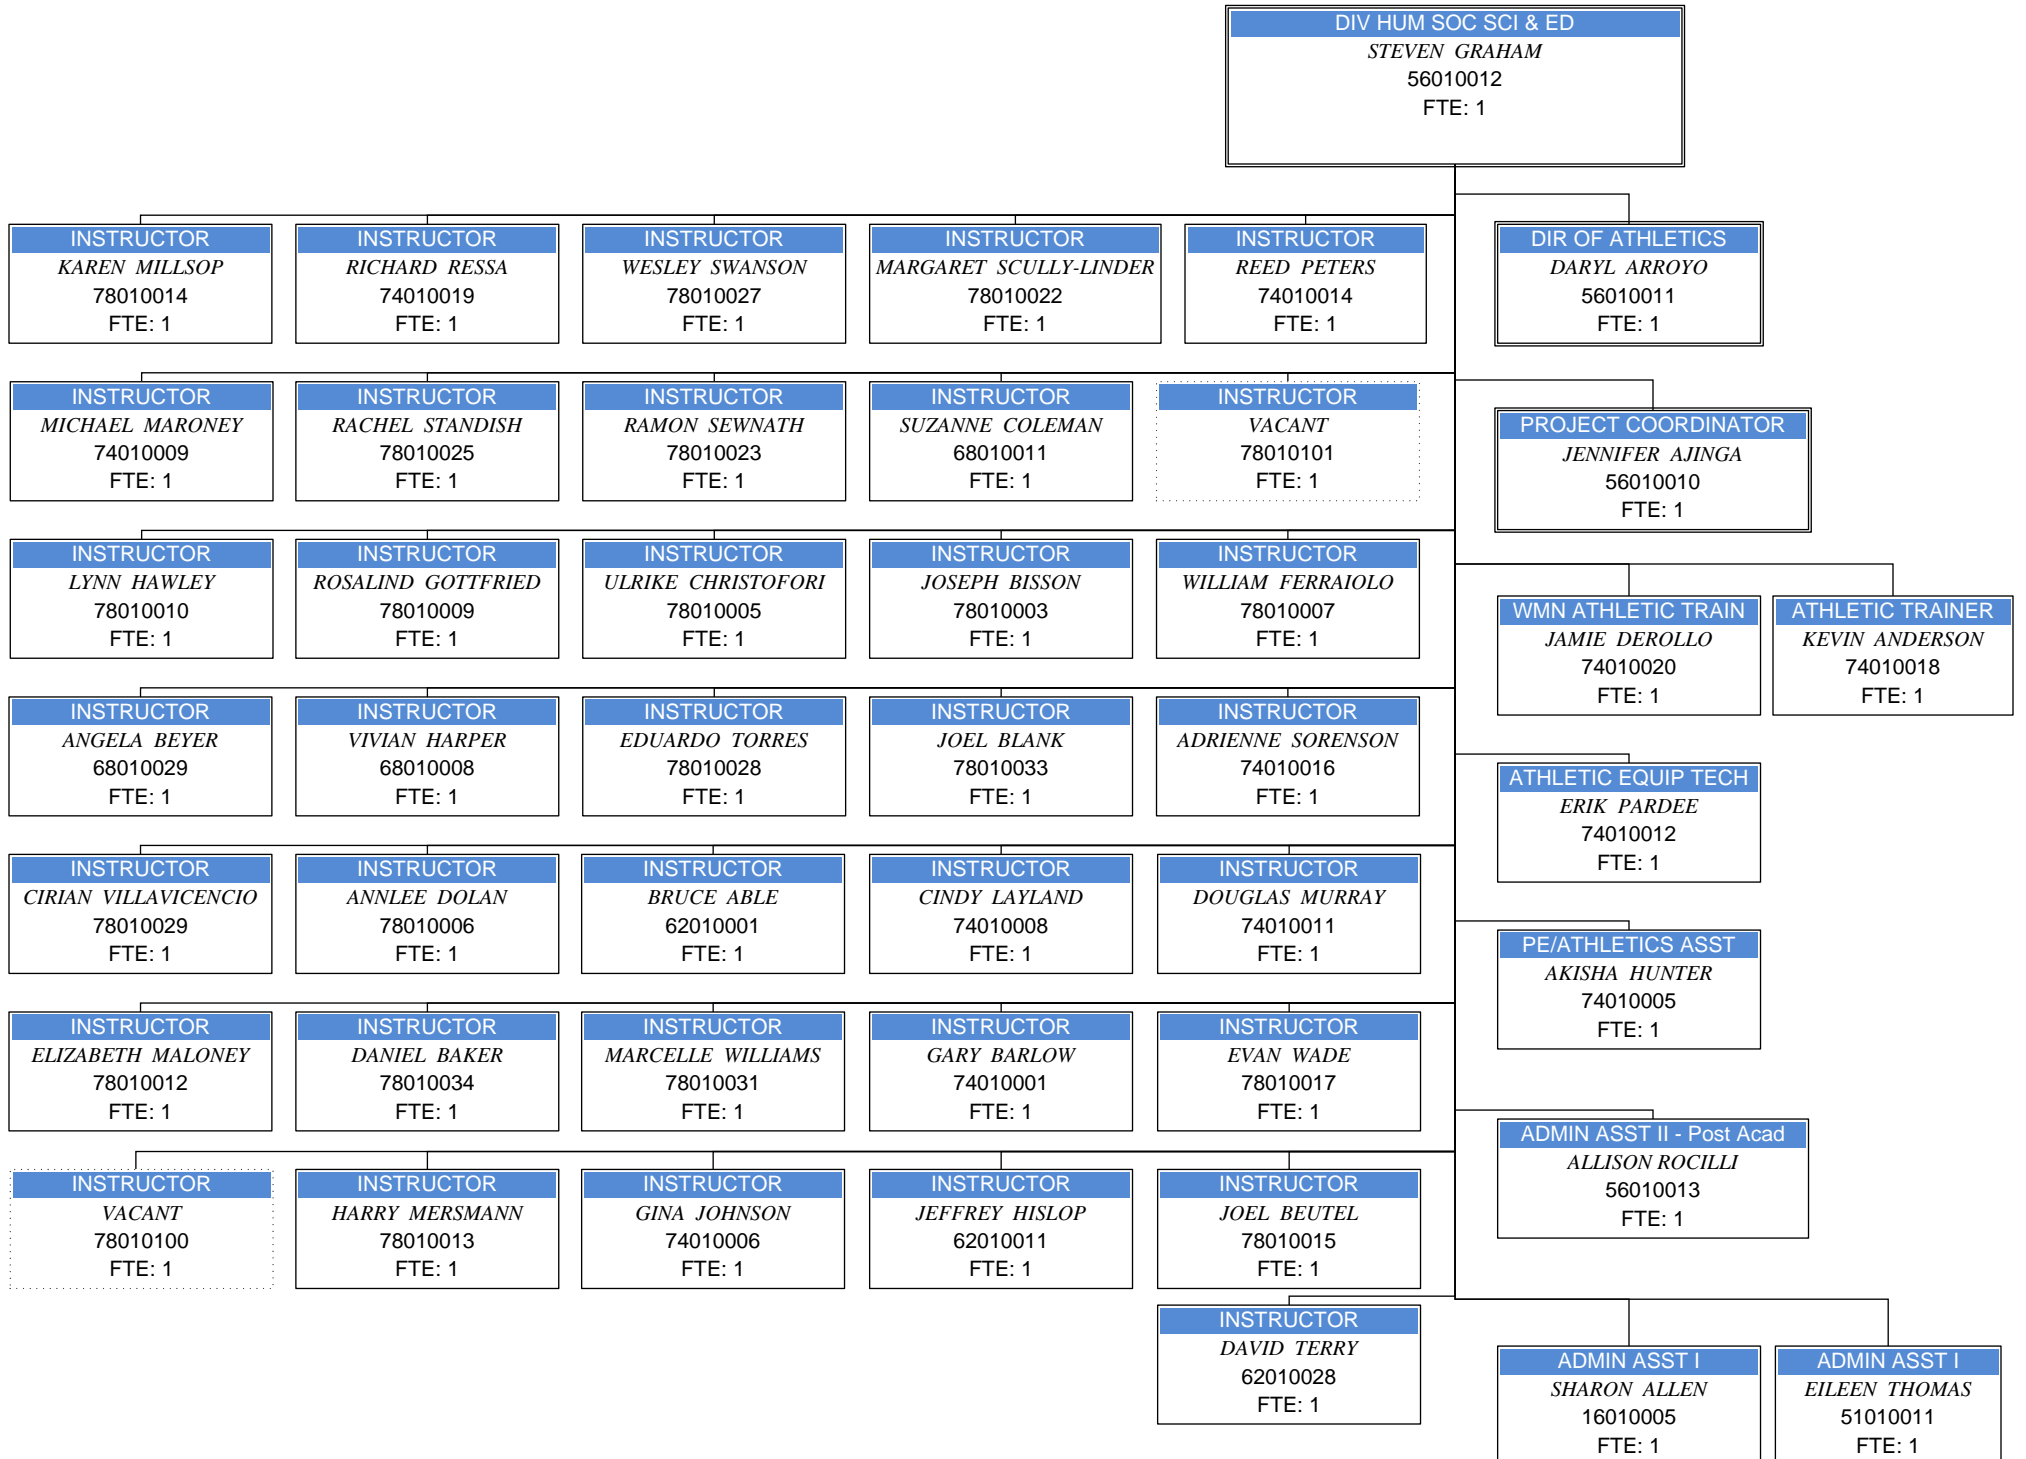 DIV HUM SOC SCI & ED
STEVEN GRAHAM
56010012
FTE: 1
INSTRUCTOR
KAREN MILLSOP
78010014
FTE: 1
INSTRUCTOR
RICHARD RESSA
74010019
FTE: 1
INSTRUCTOR
WESLEY SWANSON
78010027
FTE: 1
INSTRUCTOR
MARGARET SCULLY-LINDER
78010022
FTE: 1
INSTRUCTOR
REED PETERS
74010014
FTE: 1
DIR OF ATHLETICS
DARYL ARROYO
56010011
FTE: 1
INSTRUCTOR
MICHAEL MARONEY
74010009
FTE: 1
INSTRUCTOR
RACHEL STANDISH
78010025
FTE: 1
INSTRUCTOR
RAMON SEWNATH
78010023
FTE: 1
INSTRUCTOR
SUZANNE COLEMAN
68010011
FTE: 1
INSTRUCTOR
VACANT
78010101
FTE: 1
PROJECT COORDINATOR
JENNIFER AJINGA
56010010
FTE: 1
INSTRUCTOR
LYNN HAWLEY
78010010
FTE: 1
INSTRUCTOR
ROSALIND GOTTFRIED
78010009
FTE: 1
INSTRUCTOR
ULRIKE CHRISTOFORI
78010005
FTE: 1
INSTRUCTOR
JOSEPH BISSON
78010003
FTE: 1
INSTRUCTOR
WILLIAM FERRAIOLO
78010007
FTE: 1
WMN ATHLETIC TRAIN
JAMIE DEROLLO
74010020
FTE: 1
ATHLETIC TRAINER
KEVIN ANDERSON
74010018
FTE: 1
INSTRUCTOR
ANGELA BEYER
68010029
FTE: 1
INSTRUCTOR
VIVIAN HARPER
68010008
FTE: 1
INSTRUCTOR
EDUARDO TORRES
78010028
FTE: 1
INSTRUCTOR
JOEL BLANK
78010033
FTE: 1
INSTRUCTOR
ADRIENNE SORENSON
74010016
FTE: 1
ATHLETIC EQUIP TECH
ERIK PARDEE
74010012
FTE: 1
INSTRUCTOR
CIRIAN VILLAVICENCIO
78010029
FTE: 1
INSTRUCTOR
ANNLEE DOLAN
78010006
FTE: 1
INSTRUCTOR
BRUCE ABLE
62010001
FTE: 1
INSTRUCTOR
CINDY LAYLAND
74010008
FTE: 1
INSTRUCTOR
DOUGLAS MURRAY
74010011
FTE: 1
PE/ATHLETICS ASST
AKISHA HUNTER
74010005
FTE: 1
INSTRUCTOR
ELIZABETH MALONEY
78010012
FTE: 1
INSTRUCTOR
DANIEL BAKER
78010034
FTE: 1
INSTRUCTOR
MARCELLE WILLIAMS
78010031
FTE: 1
INSTRUCTOR
GARY BARLOW
74010001
FTE: 1
INSTRUCTOR
EVAN WADE
78010017
FTE: 1
ADMIN ASST II - Post Acad
ALLISON ROCILLI
56010013
FTE: 1
INSTRUCTOR
VACANT
78010100
FTE: 1
INSTRUCTOR
HARRY MERSMANN
78010013
FTE: 1
INSTRUCTOR
GINA JOHNSON
74010006
FTE: 1
INSTRUCTOR
JEFFREY HISLOP
62010011
FTE: 1
INSTRUCTOR
JOEL BEUTEL
78010015
FTE: 1
INSTRUCTOR
DAVID TERRY
62010028
FTE: 1
ADMIN ASST I
SHARON ALLEN
16010005
FTE: 1
ADMIN ASST I
EILEEN THOMAS
51010011
FTE: 1